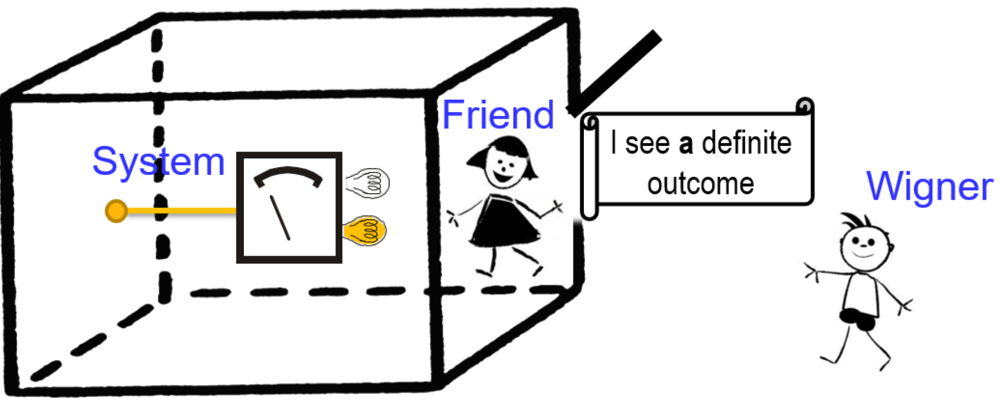 Friend
System
I see a definite
outcome
Wigner